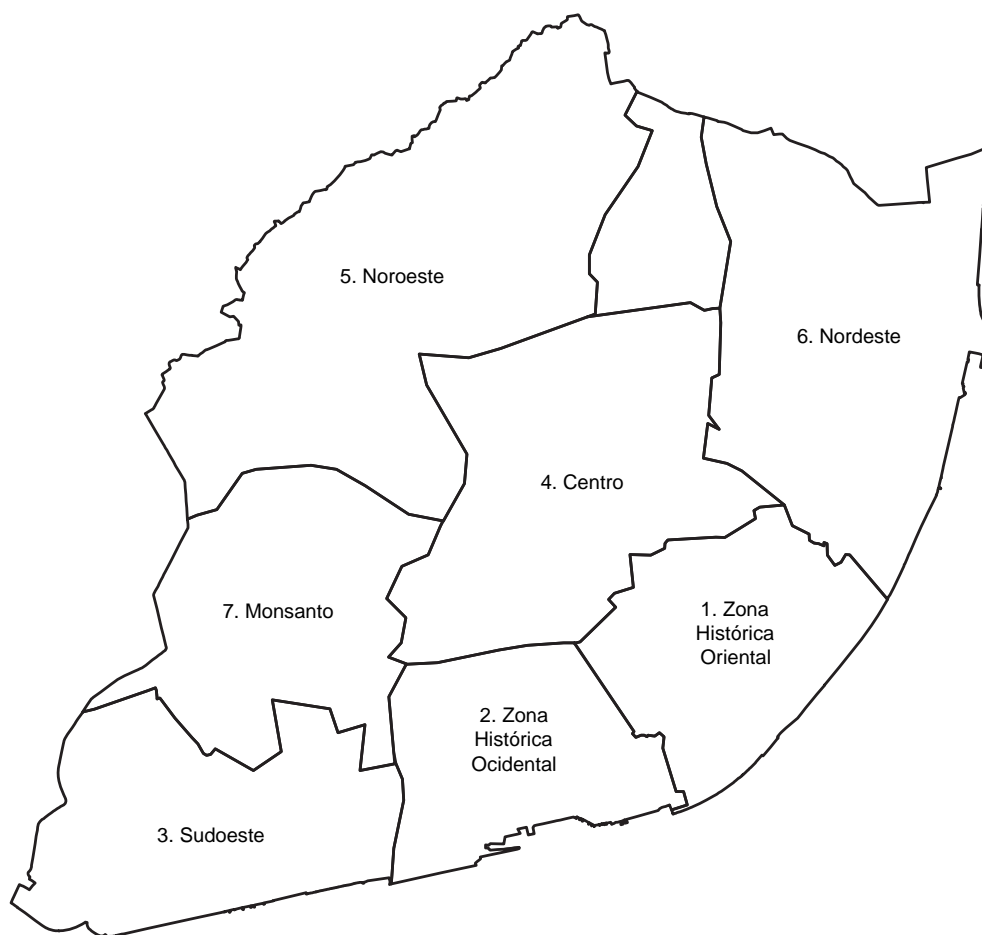 5. Noroeste
6. Nordeste
4. Centro
7. Monsanto
1. Zona
Histórica
Oriental
2. Zona
Histórica
Ocidental
3. Sudoeste